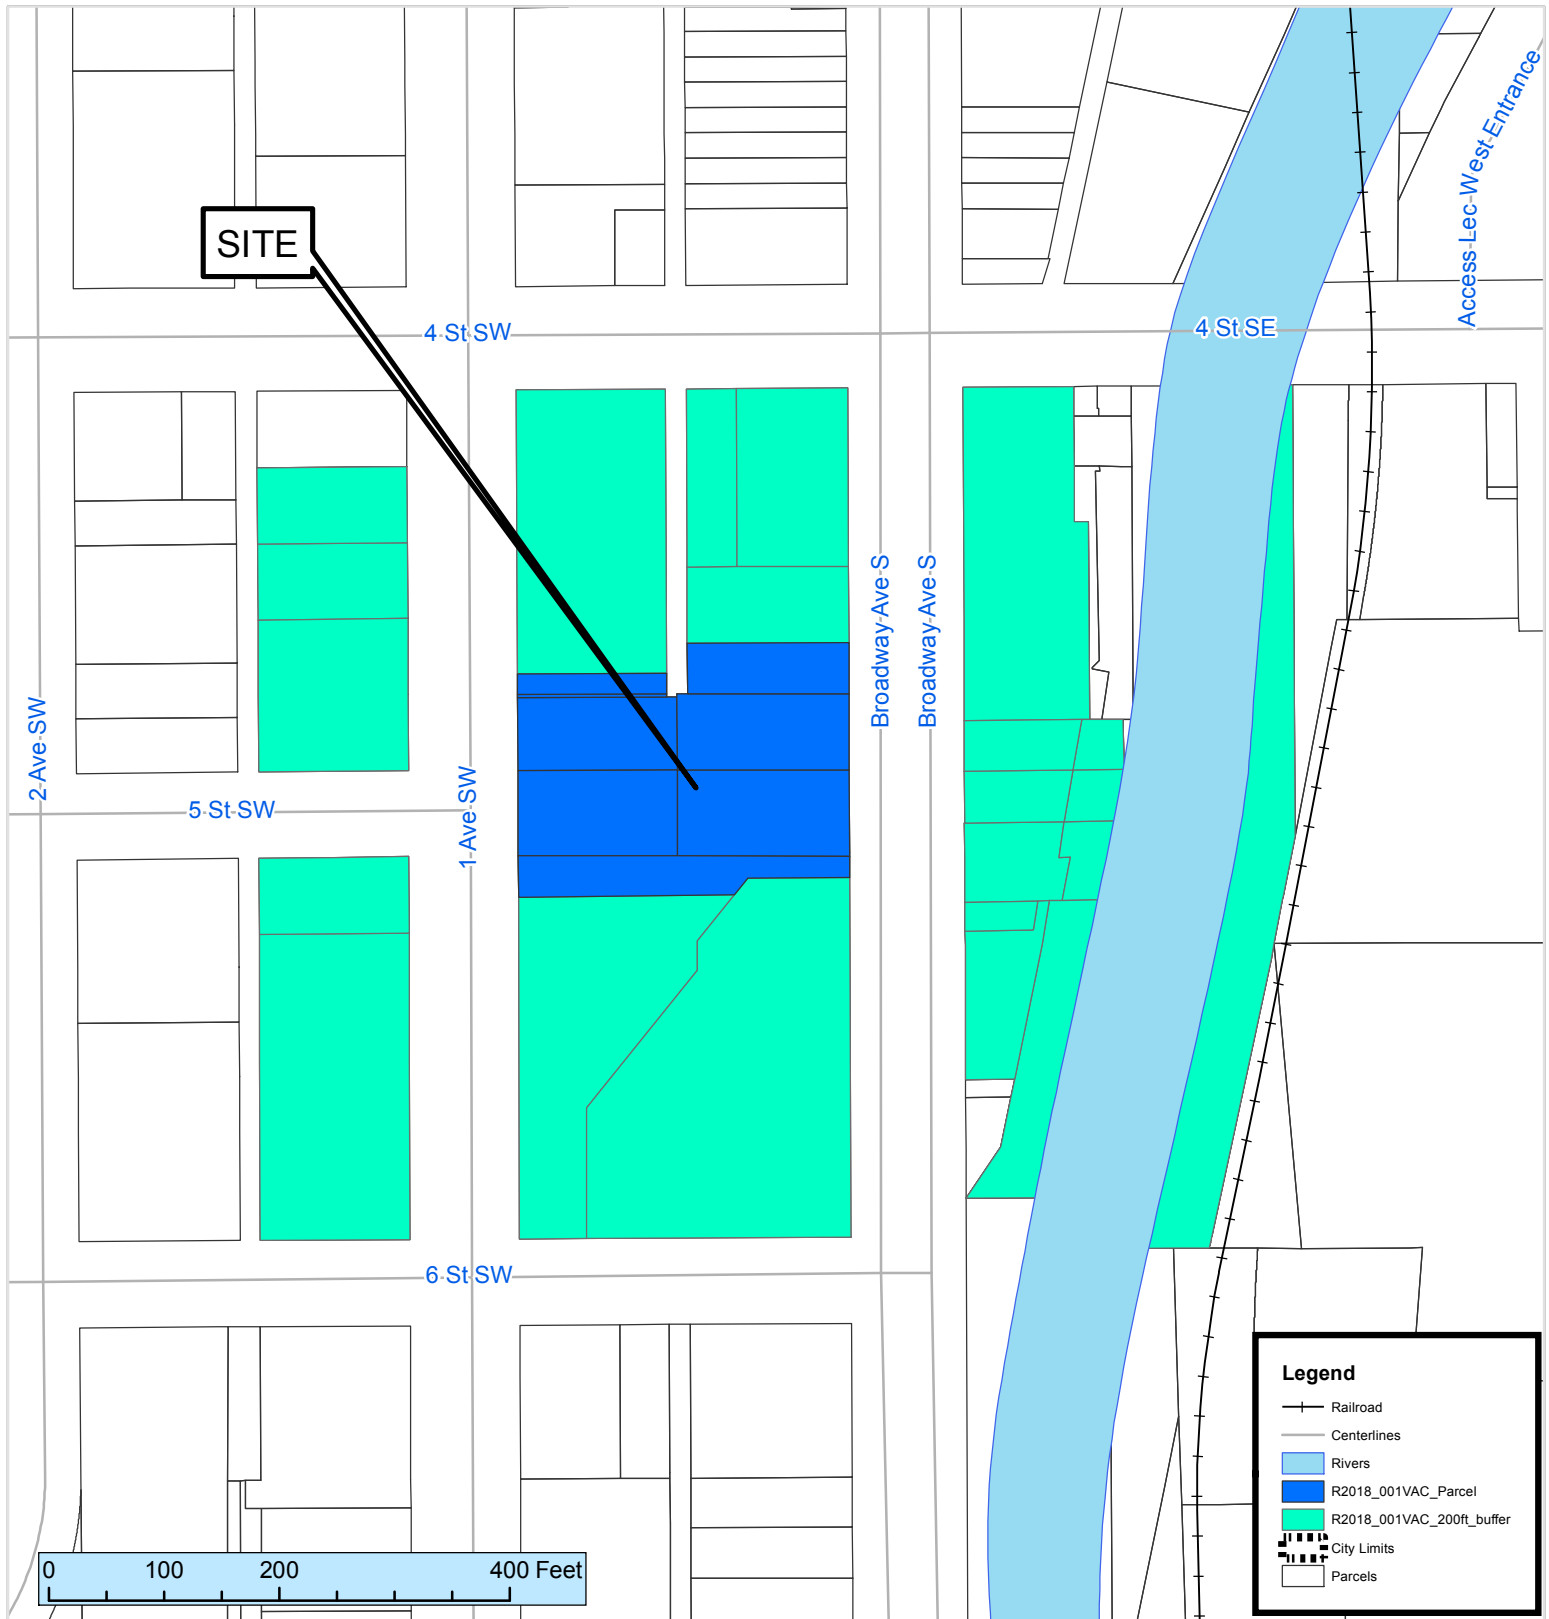 Access-Lec-West-Entrance
SITE
4 St SW
4 St SE
Broadway-Ave-S
Broadway-Ave-S
2-Ave-SW
1-Ave-SW
5 St SW
6 St SW
Legend
Railroad
Centerlines
Rivers
R2018_001VAC_Parcel
R2018_001VAC_200ft_buffer
City Limits
Parcels
0 100 200 400 Feet